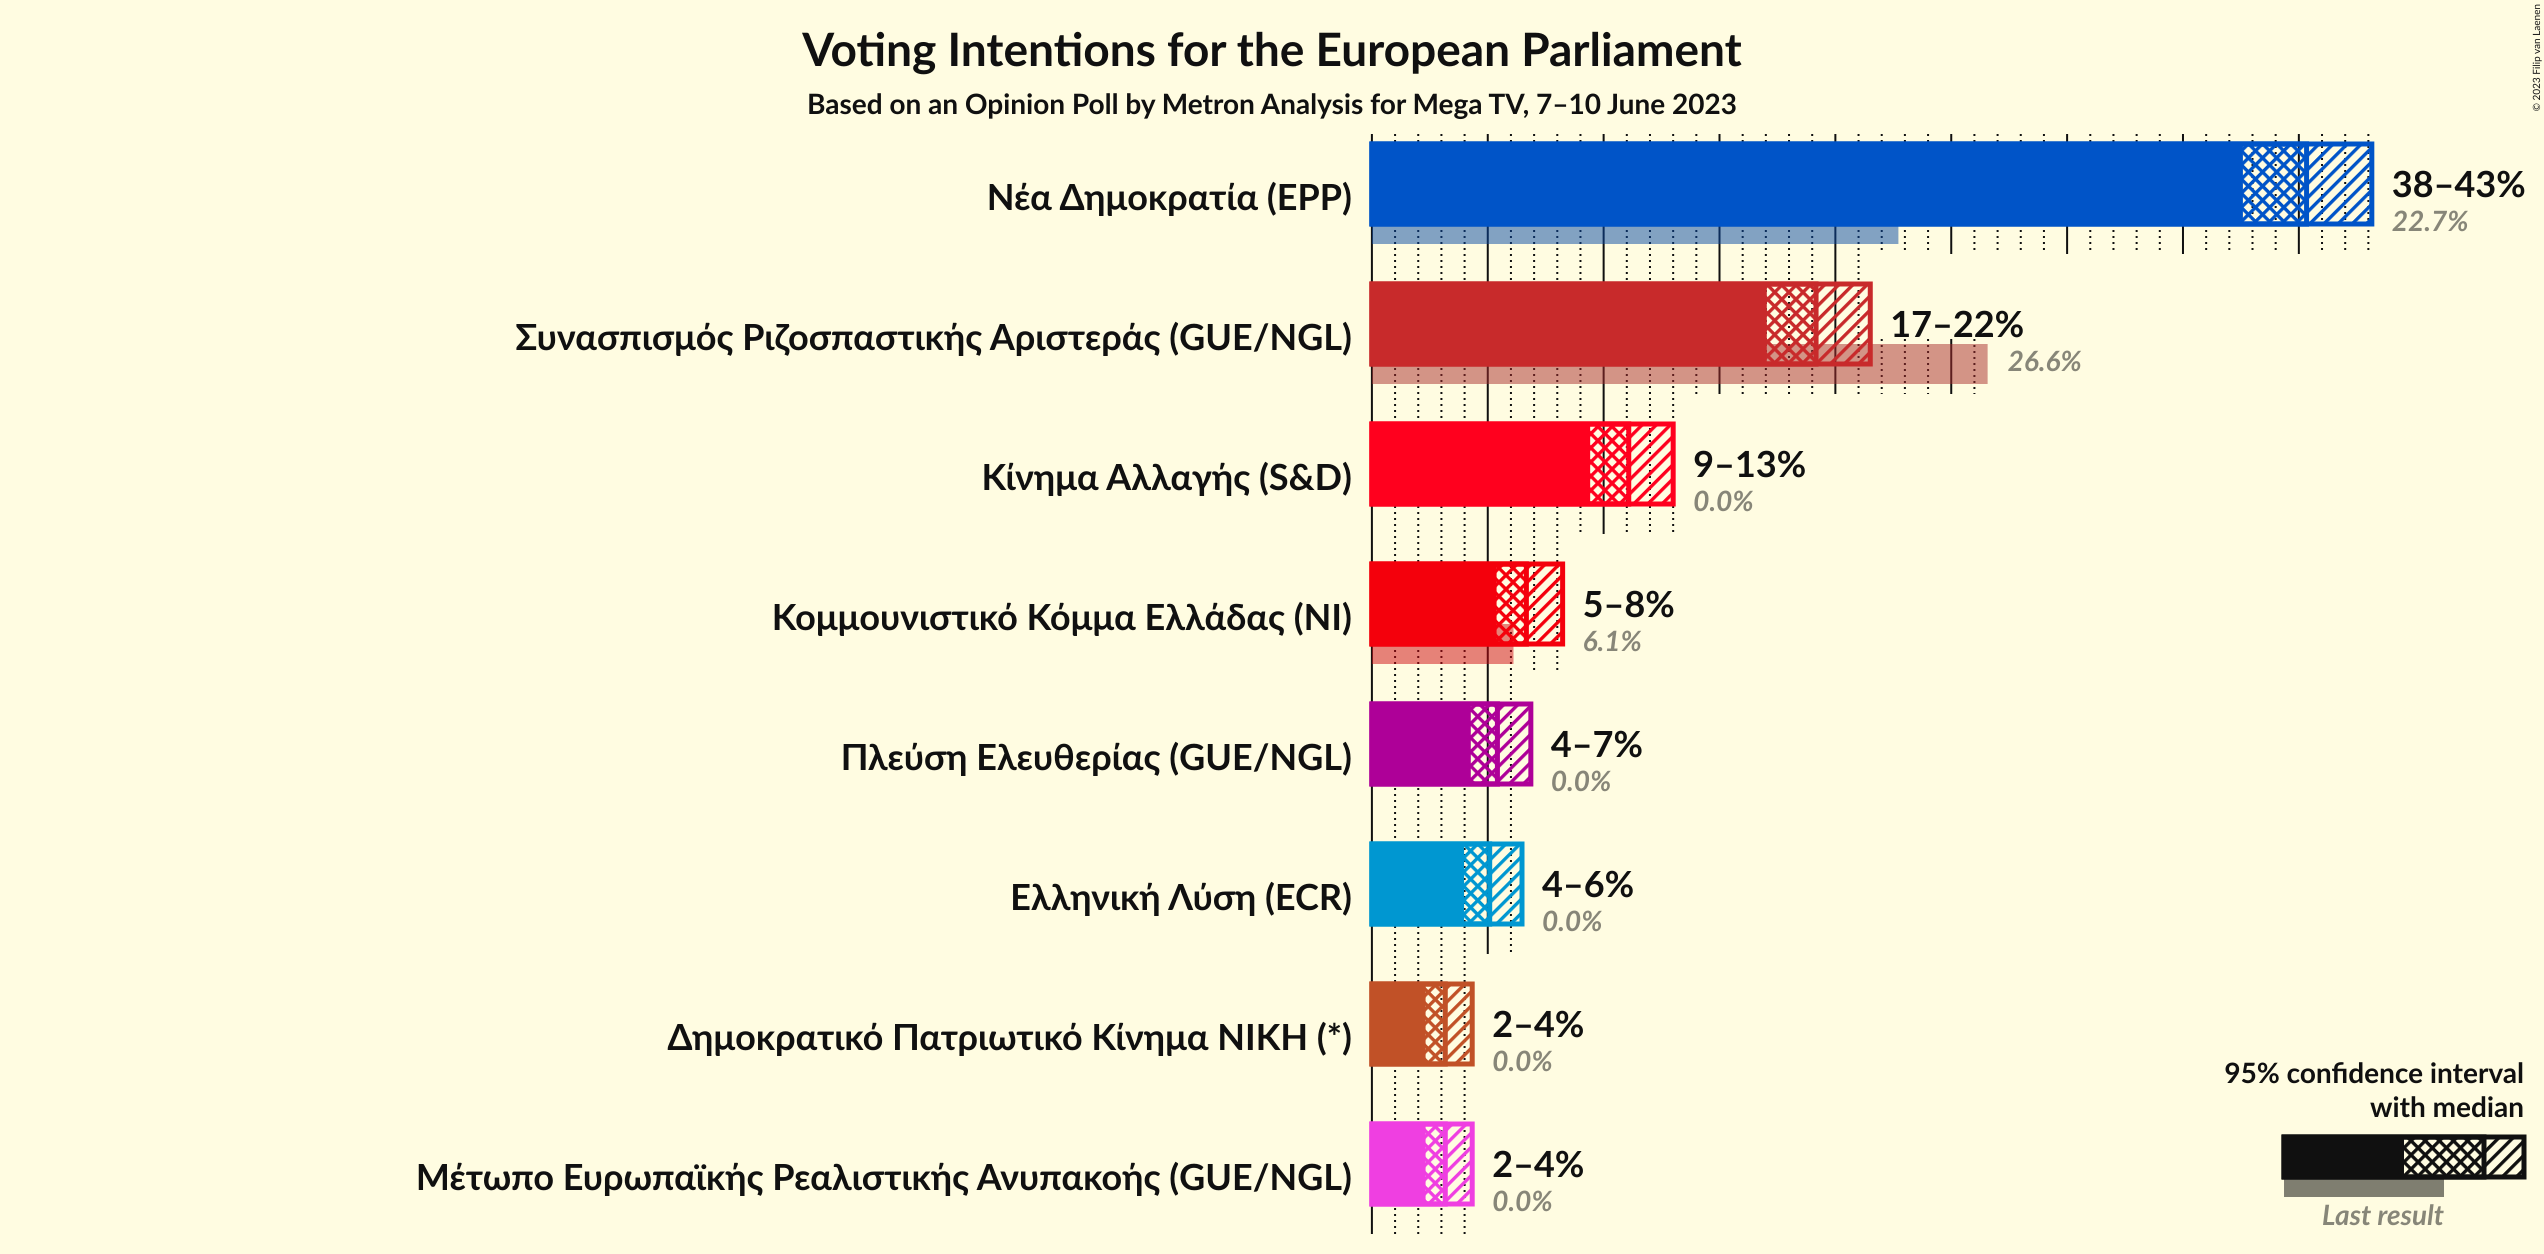 © 2023 Filip van Laenen
Voting Intentions for the European Parliament
Based on an Opinion Poll by Metron Analysis for Mega TV, 7–10 June 2023
Νέα Δημοκρατία (EPP)
38–43%
22.7%
Συνασπισμός Ριζοσπαστικής Αριστεράς (GUE/NGL)
17–22%
26.6%
Κίνημα Αλλαγής (S&D)
9–13%
0.0%
Κομμουνιστικό Κόμμα Ελλάδας (NI)
5–8%
6.1%
Πλεύση Ελευθερίας (GUE/NGL)
4–7%
0.0%
Ελληνική Λύση (ECR)
4–6%
0.0%
Δημοκρατικό Πατριωτικό Κίνημα ΝΙΚΗ (*)
2–4%
0.0%
Μέτωπο Ευρωπαϊκής Ρεαλιστικής Ανυπακοής (GUE/NGL)
2–4%
0.0%
95% confidence interval
with median
Last result